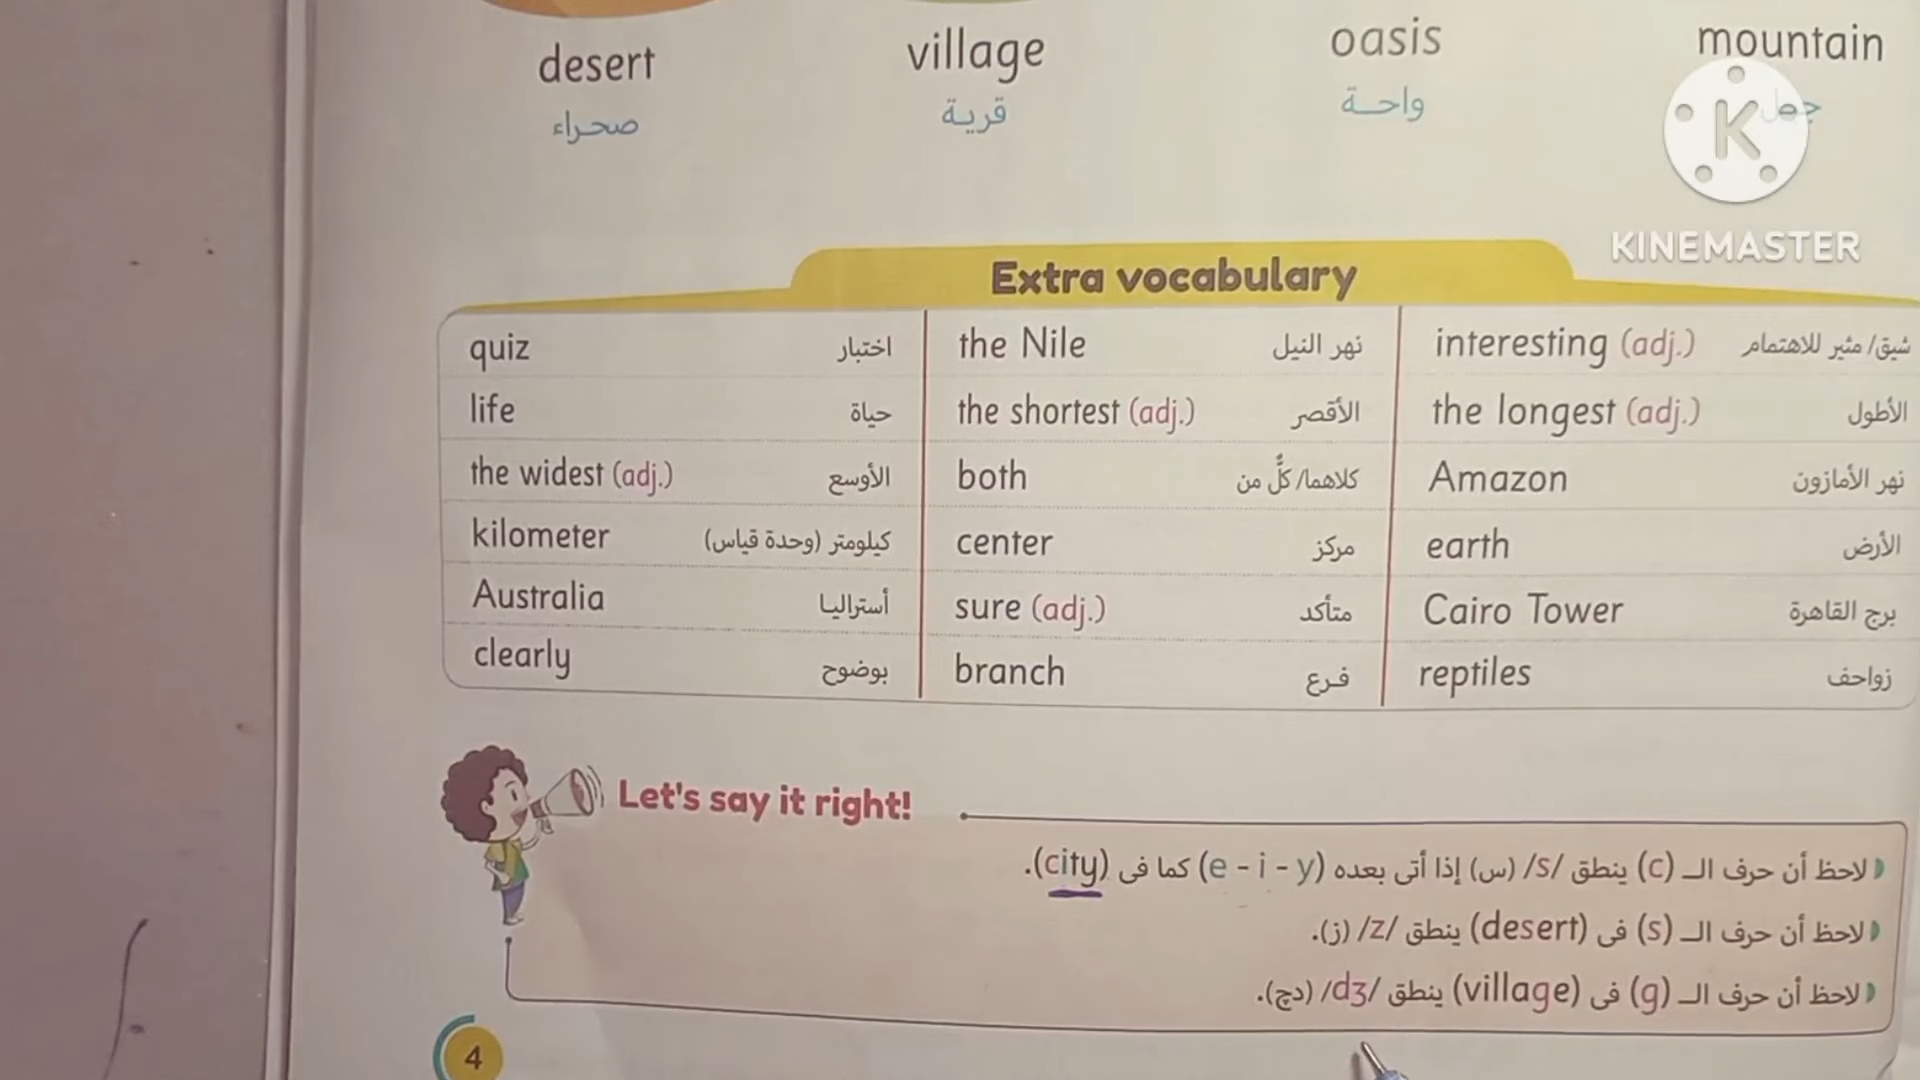 desert village oasis mountain
صحراء قرية واحة
K
KINEMASTER
Extra vocabulary
quiz اختبار the Nile نهر النيل interesting (adj.) شيق/ مثير للاهتمام
life حياة the shortest (adj.) الأقصر the longest (adj.) الأطول
the widest (adj.) الأوسع both كلاهما/ كلٌّ من Amazon نهر الأمازون
kilometer كيلومتر (وحدة قياس) center مركز earth الأرض
Australia أستراليا sure (adj.) متأكد Cairo Tower برج القاهرة
clearly بوضوح branch فرع reptiles زواحف
Let's say it right!
لاحظ أن حرف الـ (c) ينطق /s/ (س) إذا أتى بعده (e - i - y) كما فى (city).
لاحظ أن حرف الـ (s) فى (desert) ينطق /z/ (ز).
لاحظ أن حرف الـ (g) فى (village) ينطق /dʒ/ (دچ).
4